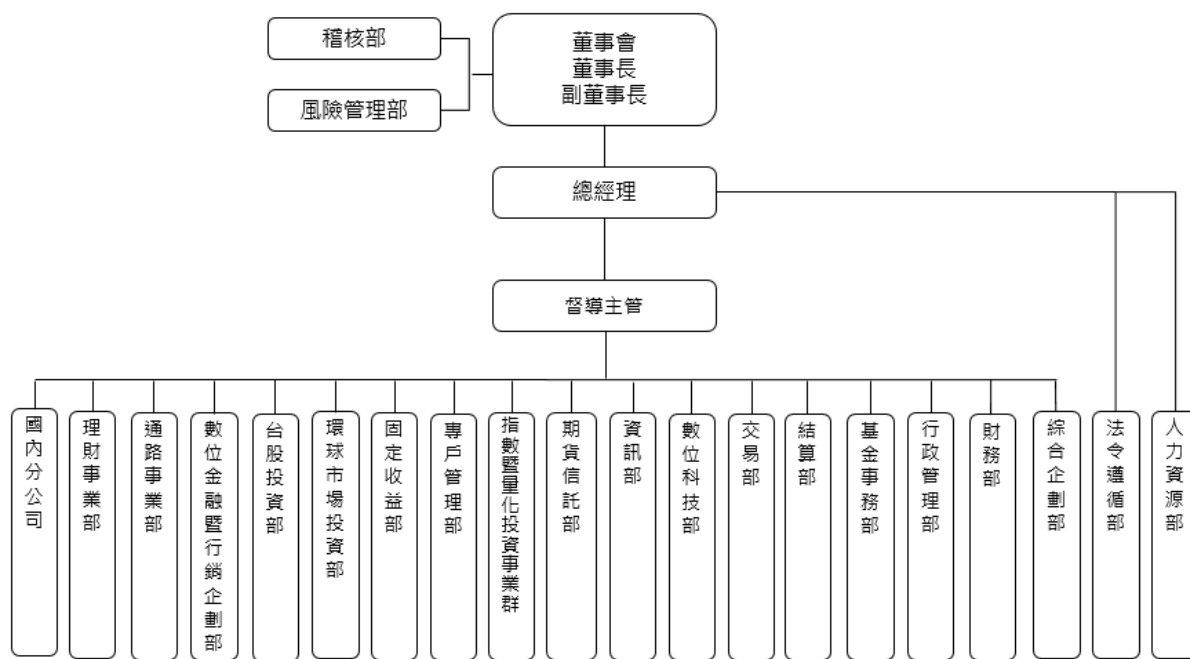 稽核部
風險管理部
董事會
董事長
副董事長
總經理
督導主管
國內分公司
理財事業部
通路事業部
數位金融暨行銷企劃部
台股投資部
環球市場投資部
固定收益部
專戶管理部
指數暨量化投資事業群
期貨信託部
資訊部
數位科技部
交易部
結算部
基金事務部
行政管理部
財務部
綜合企劃部
法令遵循部
人力資源部